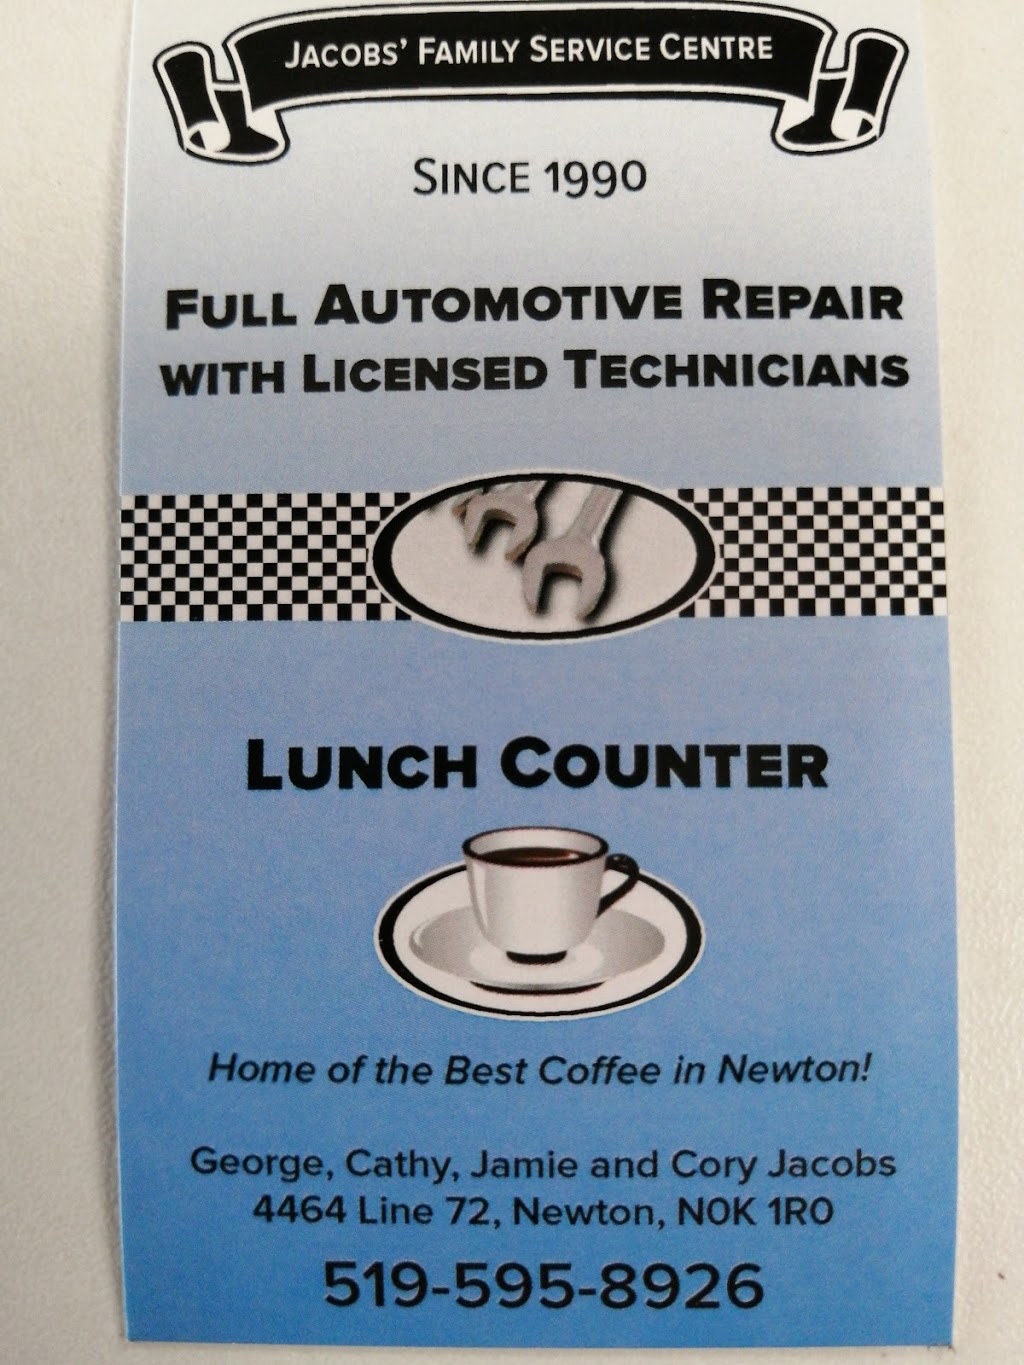 JACOBS' FAMILY SERVICE CENTRE
SINCE 1990
FULL AUTOMOTIVE REPAIR
WITH LICENSED TECHNICIANS
LUNCH COUNTER
Home of the Best Coffee in Newton!
George, Cathy, Jamie and Cory Jacobs
4464 Line 72, Newton, N0K 1R0
519-595-8926